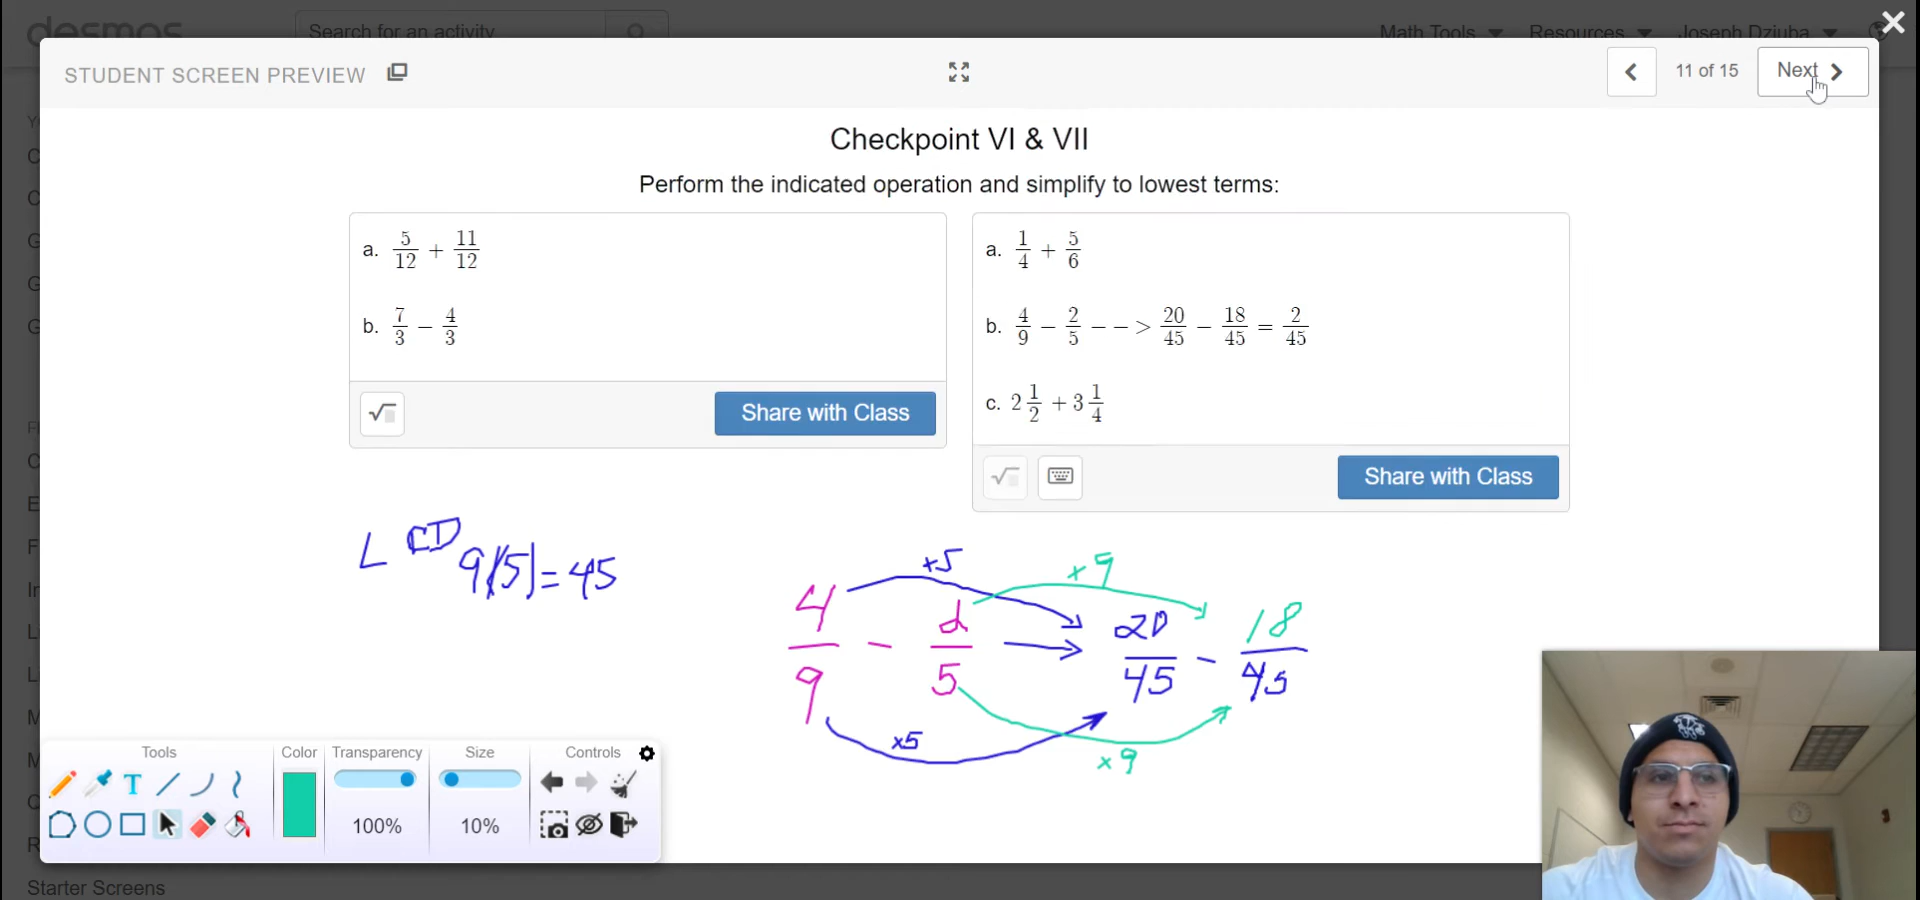 desmos
Search for an activity
Math Tools
Resources
Joseph Dziuba
STUDENT SCREEN PREVIEW
11 of 15
Next
Checkpoint VI & VII
Perform the indicated operation and simplify to lowest terms:
a. 5/12 + 11/12
b. 7/3 − 4/3
√
Share with Class
a. 1/4 + 5/6
b. 4/9 − 2/5 − − > 20/45 − 18/45 = 2/45
c. 2 1/2 + 3 1/4
√
Share with Class
LCD 9(5)=45
×5
×9
4/9 − 2/5 → 20/45 − 18/45
×5
×9
Tools
Color
Transparency
Size
Controls
T
100%
10%
Starter Screens